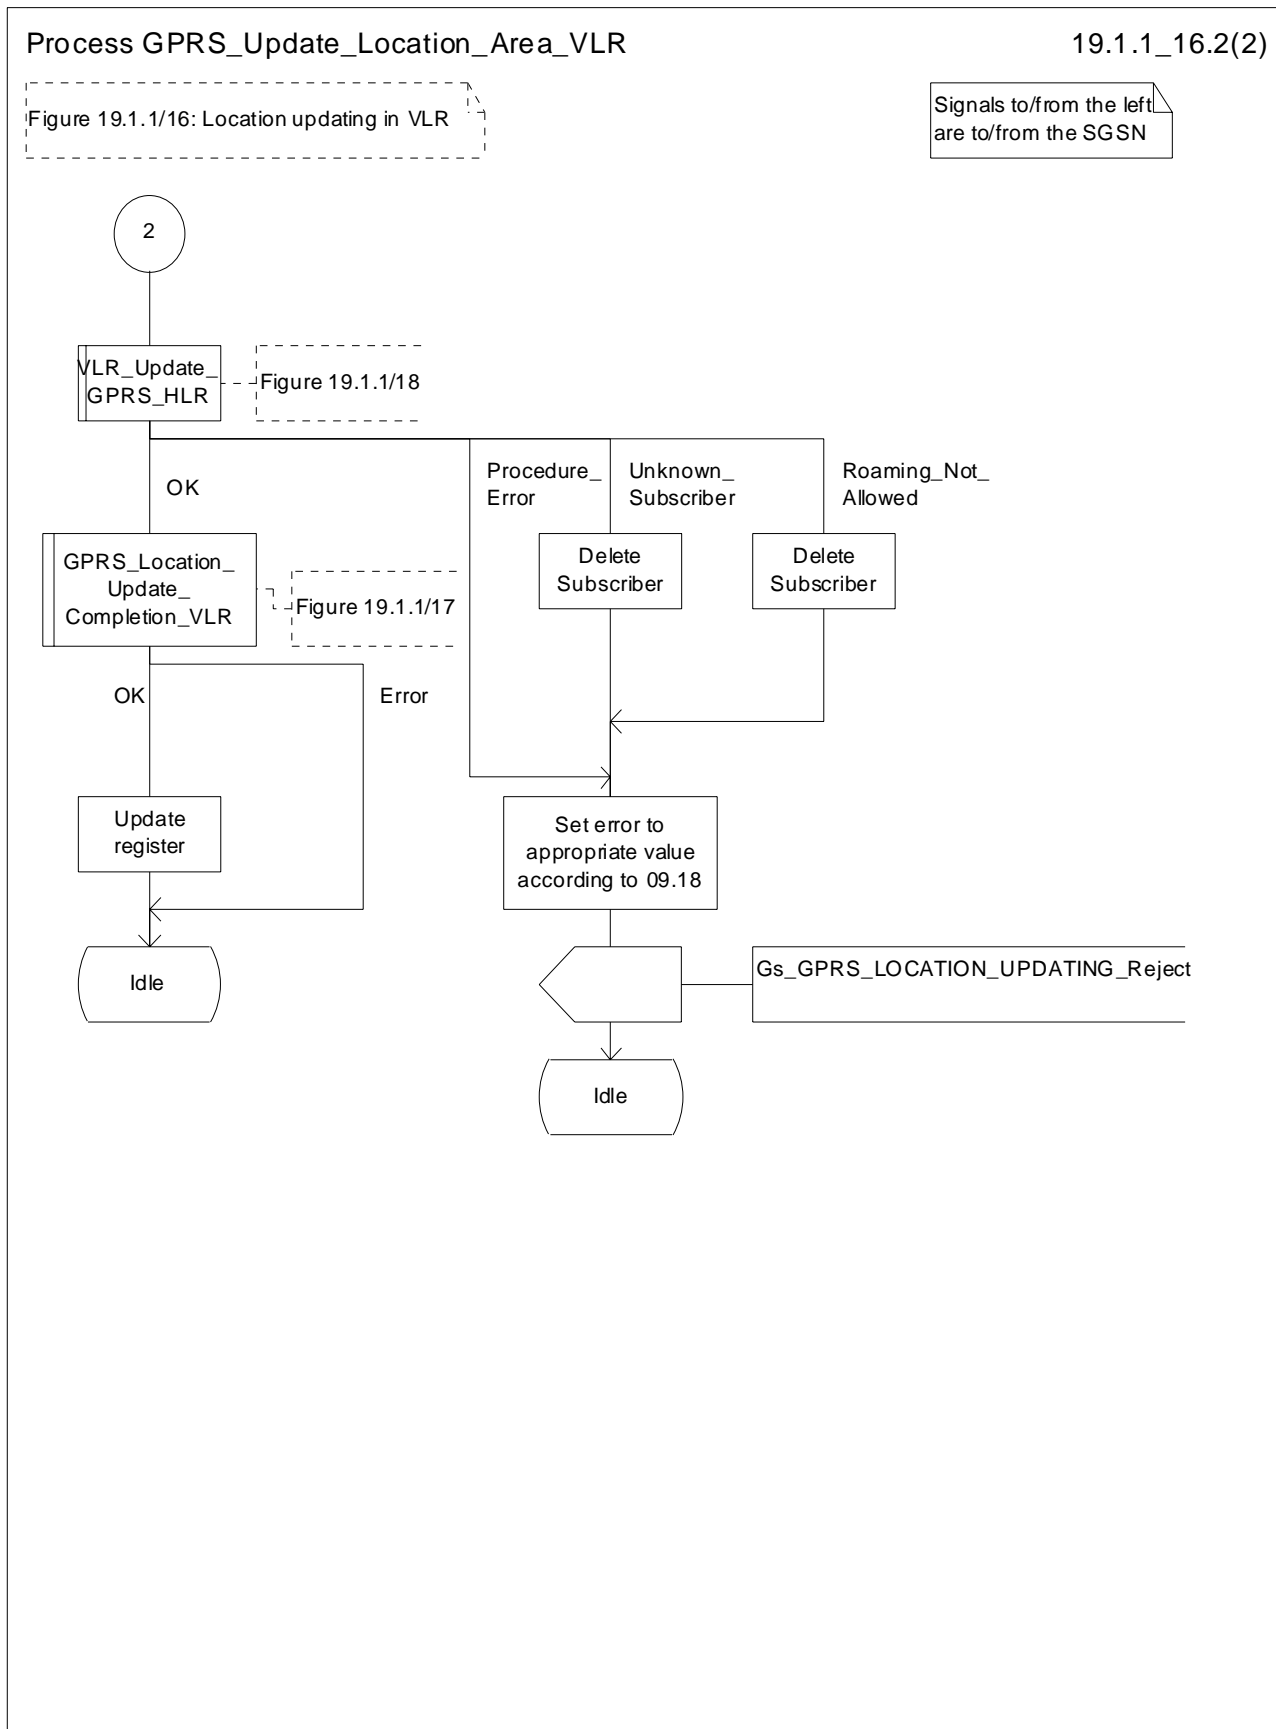 Process GPRS_Update_Location_Area_VLR
19.1.1_16.2(2)
Figure 19.1.1/16: Location updating in VLR
Signals to/from the left
are to/from the SGSN
2
VLR_Update_
GPRS_HLR
Figure 19.1.1/18
OK
Procedure_
Error
Unknown_
Subscriber
Roaming_Not_
Allowed
GPRS_Location_
Update_
Completion_VLR
Figure 19.1.1/17
Delete
Subscriber
Delete
Subscriber
OK
Error
Update
register
Set error to
appropriate value
according to 09.18
Idle
Gs_GPRS_LOCATION_UPDATING_Reject
Idle